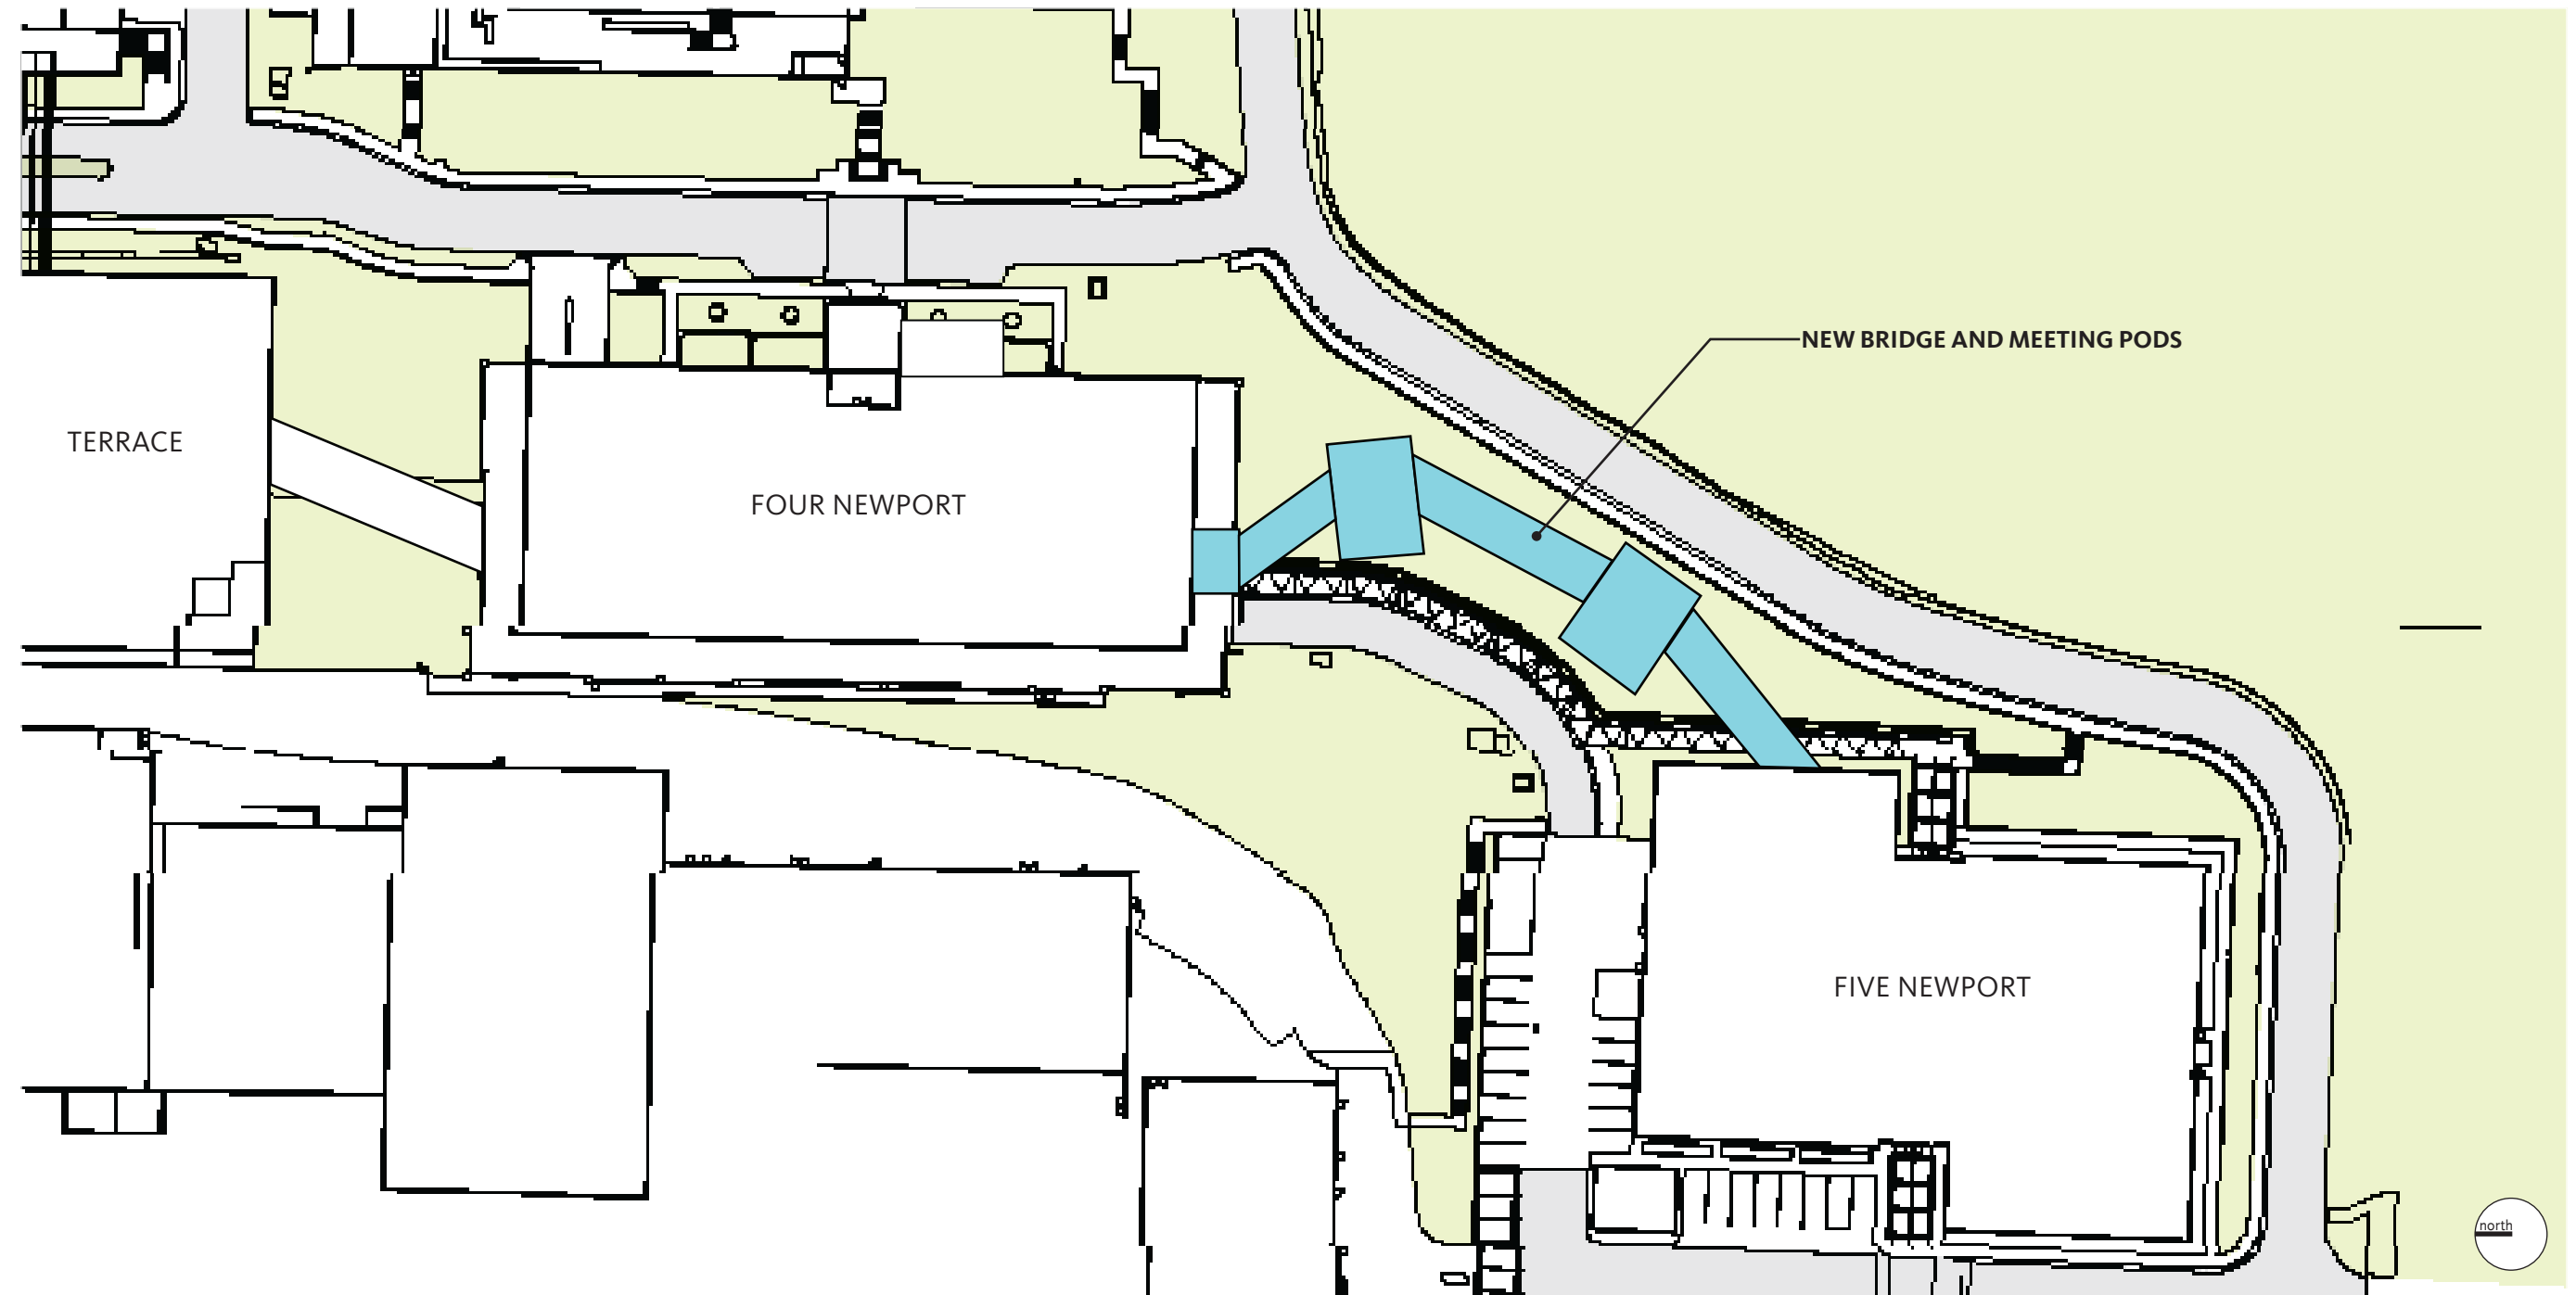 NEW BRIDGE AND MEETING PODS
TERRACE
FOUR NEWPORT
FIVE NEWPORT
north